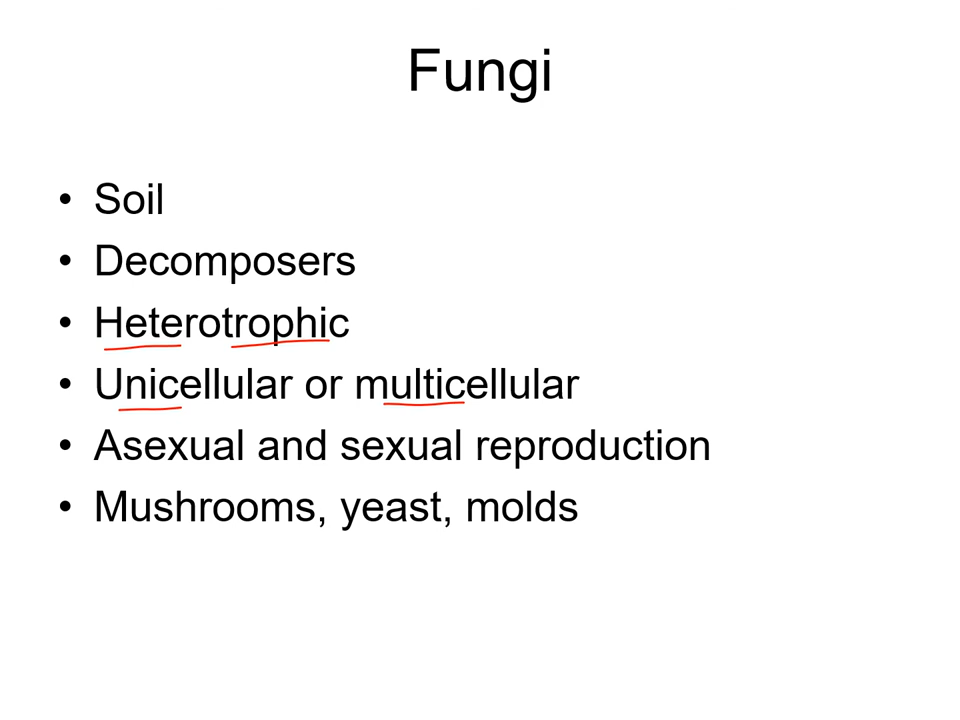 Fungi
• Soil
• Decomposers
• Heterotrophic
• Unicellular or multicellular
• Asexual and sexual reproduction
• Mushrooms, yeast, molds